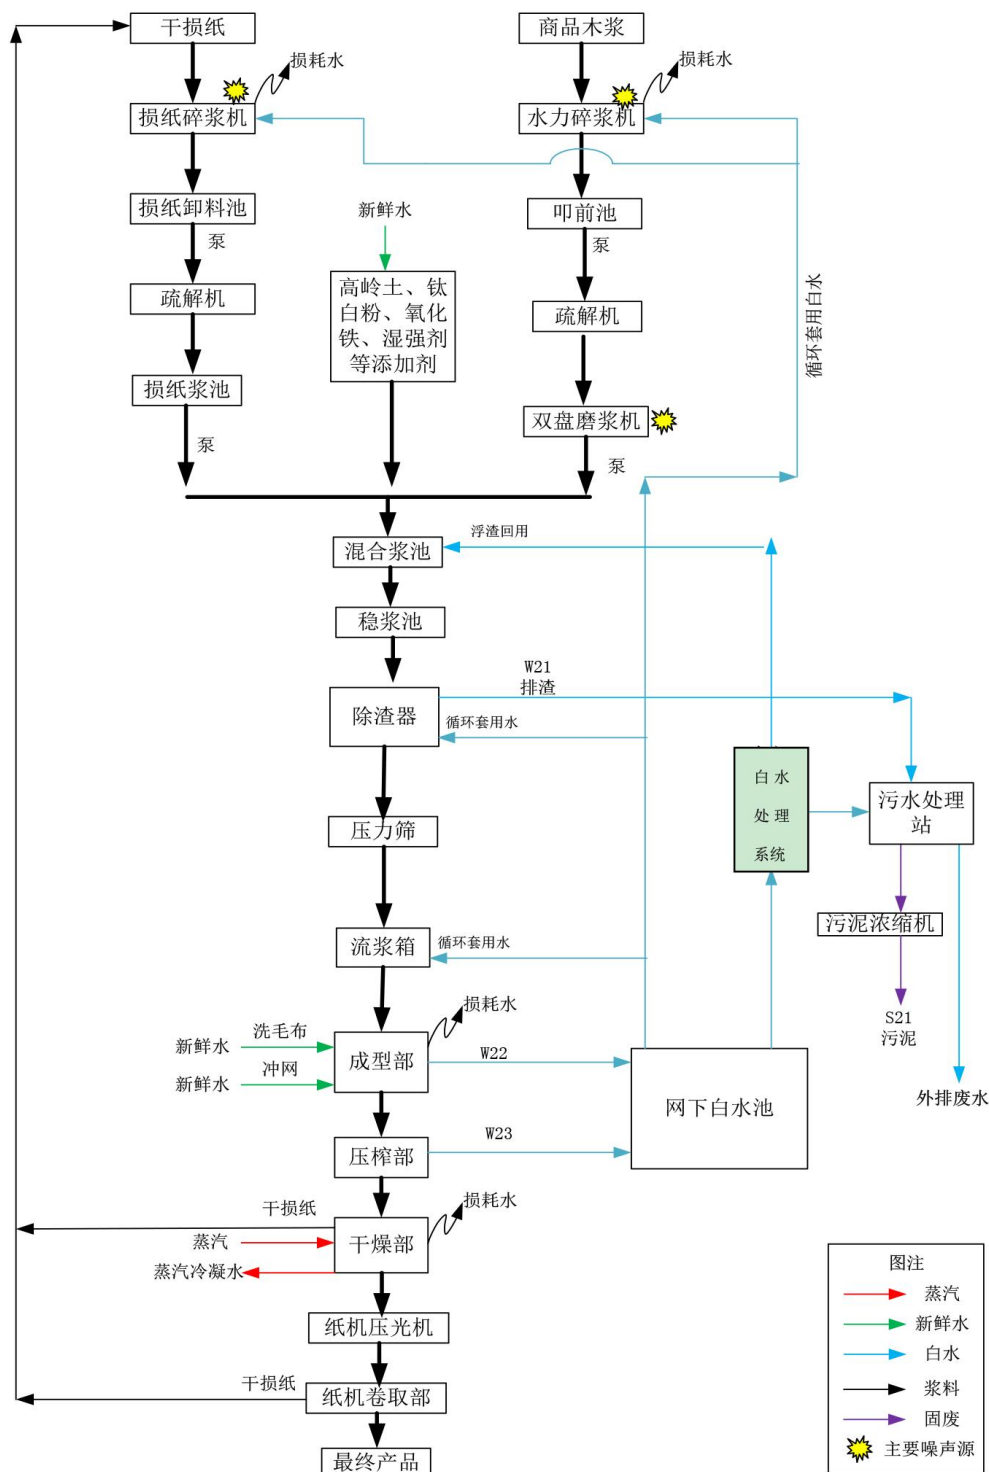 干损纸
商品木浆
损耗水
损耗水
损纸碎浆机
水力碎浆机
损纸卸料池
新鲜水
叩前池
泵
泵
疏解机
高岭土、钛
白粉、氧化
铁、湿强剂
等添加剂
疏解机
循环套用白水
损纸浆池
双盘磨浆机
泵
泵
混合浆池
浮渣回用
稳浆池
W21
排渣
除渣器
循环套用水
白水
处理
系统
污水处理
站
压力筛
污泥浓缩机
流浆箱
循环套用水
损耗水
S21
污泥
新鲜水
洗毛布
成型部
W22
新鲜水
冲网
外排废水
网下白水池
压榨部
W23
干损纸
损耗水
蒸汽
干燥部
蒸汽冷凝水
纸机压光机
干损纸
纸机卷取部
最终产品
图注
蒸汽
新鲜水
白水
浆料
固废
主要噪声源